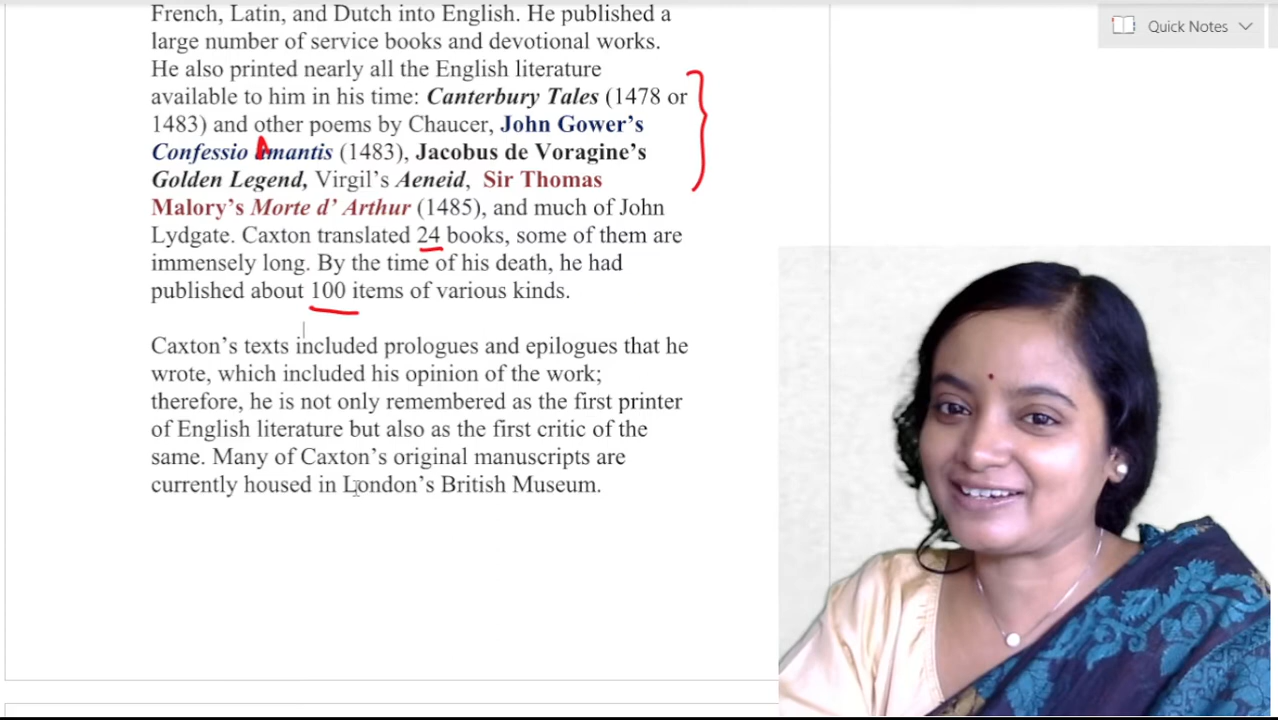 French, Latin, and Dutch into English. He published a
Quick Notes
large number of service books and devotional works.
He also printed nearly all the English literature
available to him in his time: Canterbury Tales (1478 or
1483) and other poems by Chaucer, John Gower's
Confessio Amantis (1483), Jacobus de Voragine's
Golden Legend, Virgil's Aeneid, Sir Thomas
Malory's Morte d' Arthur (1485), and much of John
Lydgate. Caxton translated 24 books, some of them are
immensely long. By the time of his death, he had
published about 100 items of various kinds.
Caxton's texts included prologues and epilogues that he
wrote, which included his opinion of the work;
therefore, he is not only remembered as the first printer
of English literature but also as the first critic of the
same. Many of Caxton's original manuscripts are
currently housed in London's British Museum.